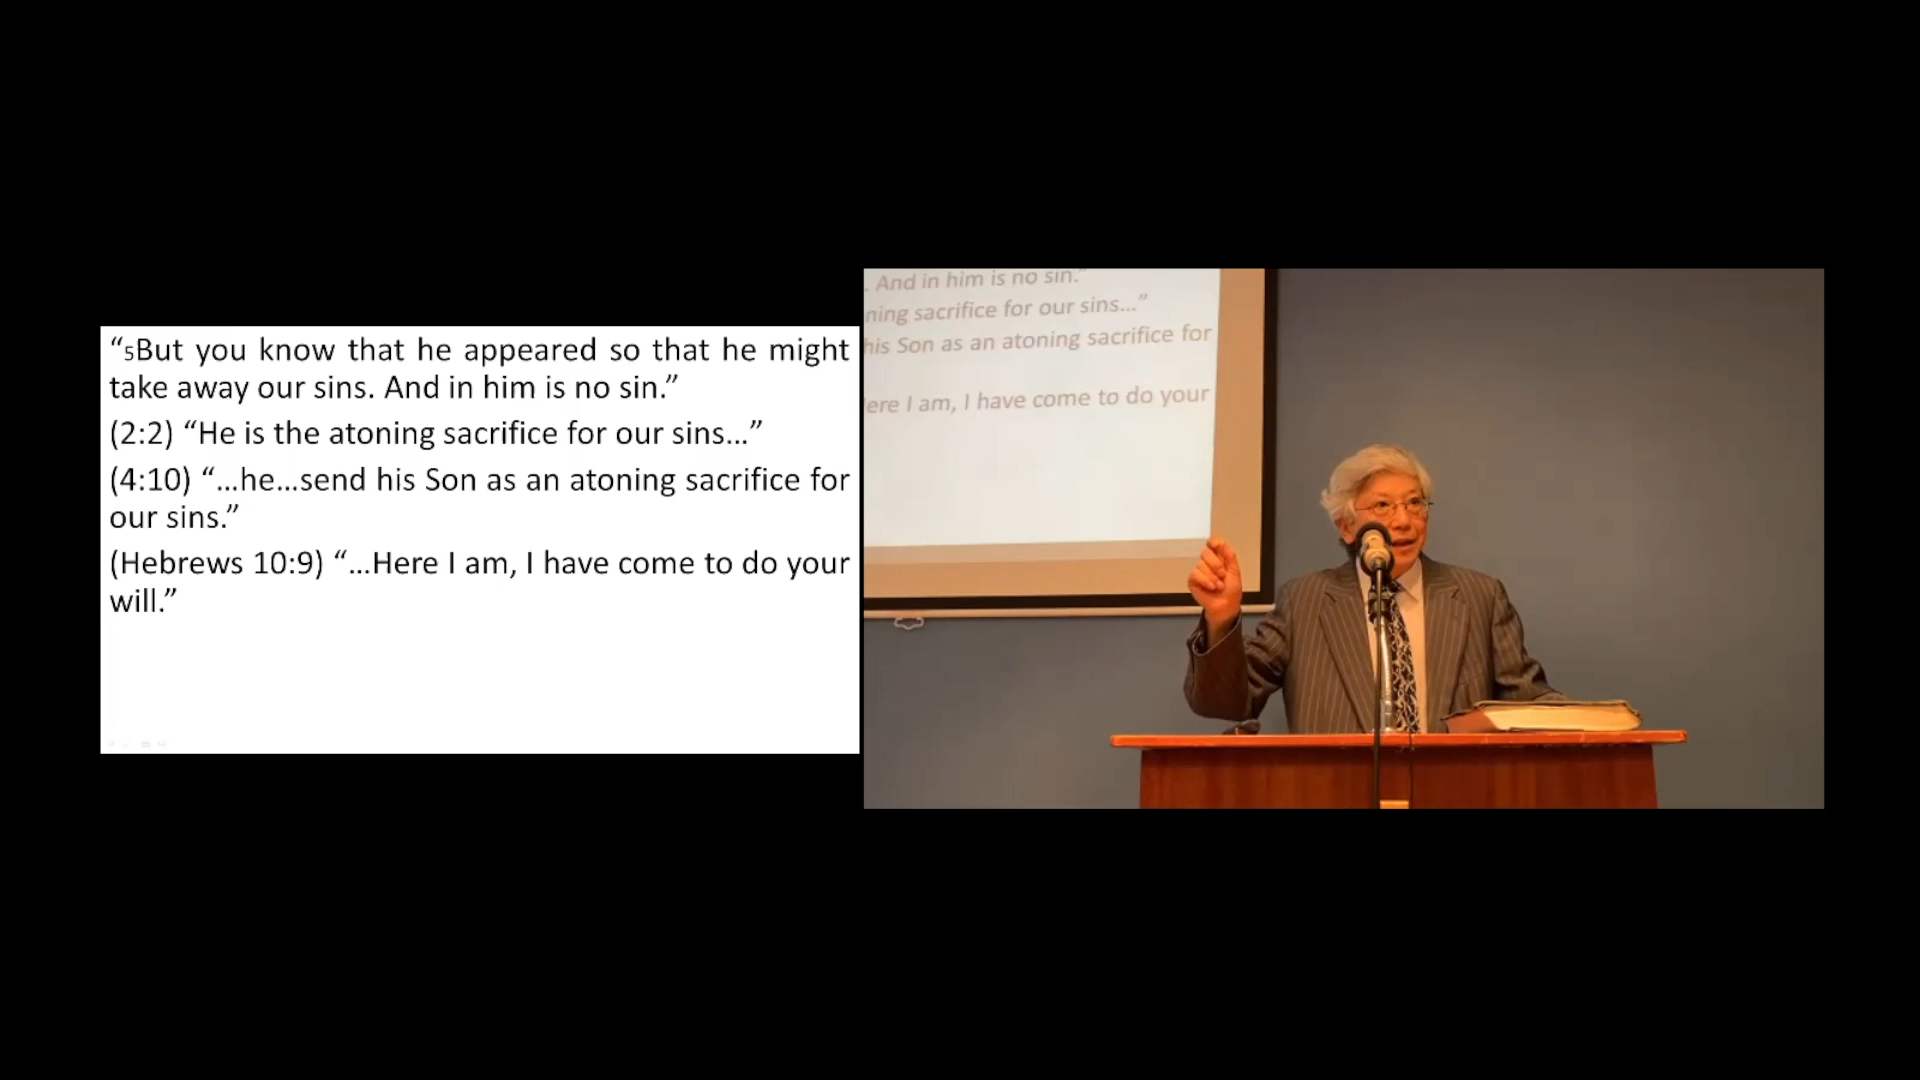 “5But you know that he appeared so that he might
take away our sins. And in him is no sin.”
(2:2) “He is the atoning sacrifice for our sins...”
(4:10) “...he...send his Son as an atoning sacrifice for
our sins.”
(Hebrews 10:9) “...Here I am, I have come to do your
will.”
. And in him is no sin.”
ning sacrifice for our sins...”
his Son as an atoning sacrifice for
ere I am, I have come to do your